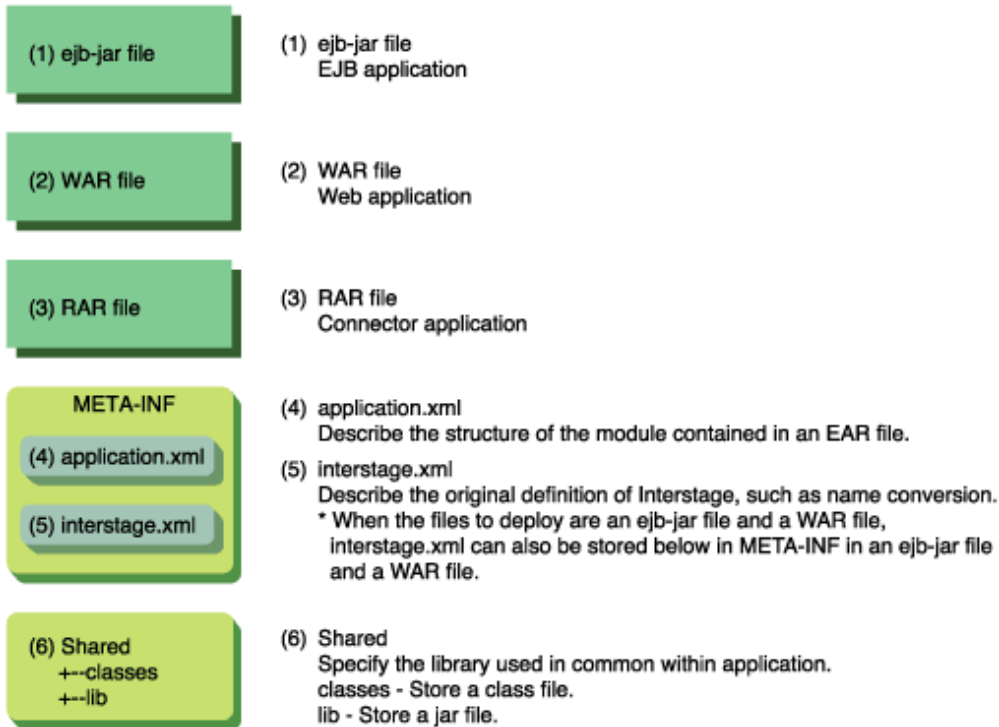 (1) ejb-jar file
(1) ejb-jar file
EJB application
(2) WAR file
(2) WAR file
Web application
(3) RAR file
(3) RAR file
Connector application
META-INF
(4) application.xml
(5) interstage.xml
(4) application.xml
Describe the structure of the module contained in an EAR file.
(5) interstage.xml
Describe the original definition of Interstage, such as name conversion.
* When the files to deploy are an ejb-jar file and a WAR file,
interstage.xml can also be stored below in META-INF in an ejb-jar file
and a WAR file.
(6) Shared
+--classes
+--lib
(6) Shared
Specify the library used in common within application.
classes - Store a class file.
lib - Store a jar file.